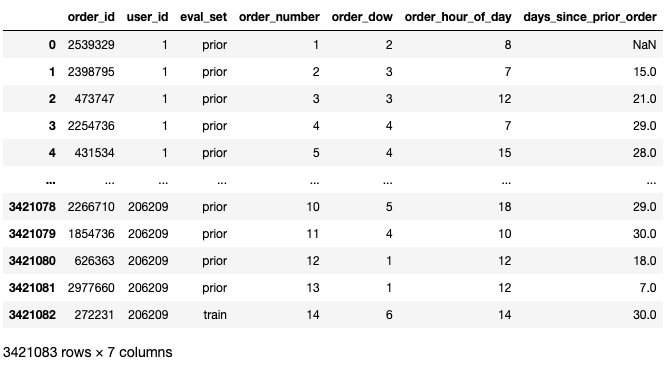 order_id user_id eval_set order_number order_dow order_hour_of_day days_since_prior_order
0 2539329 1 prior 1 2 8 NaN
1 2398795 1 prior 2 3 7 15.0
2 473747 1 prior 3 3 12 21.0
3 2254736 1 prior 4 4 7 29.0
4 431534 1 prior 5 4 15 28.0
... ... ... ... ... ... ... ...
3421078 2266710 206209 prior 10 5 18 29.0
3421079 1854736 206209 prior 11 4 10 30.0
3421080 626363 206209 prior 12 1 12 18.0
3421081 2977660 206209 prior 13 1 12 7.0
3421082 272231 206209 train 14 6 14 30.0
3421083 rows × 7 columns